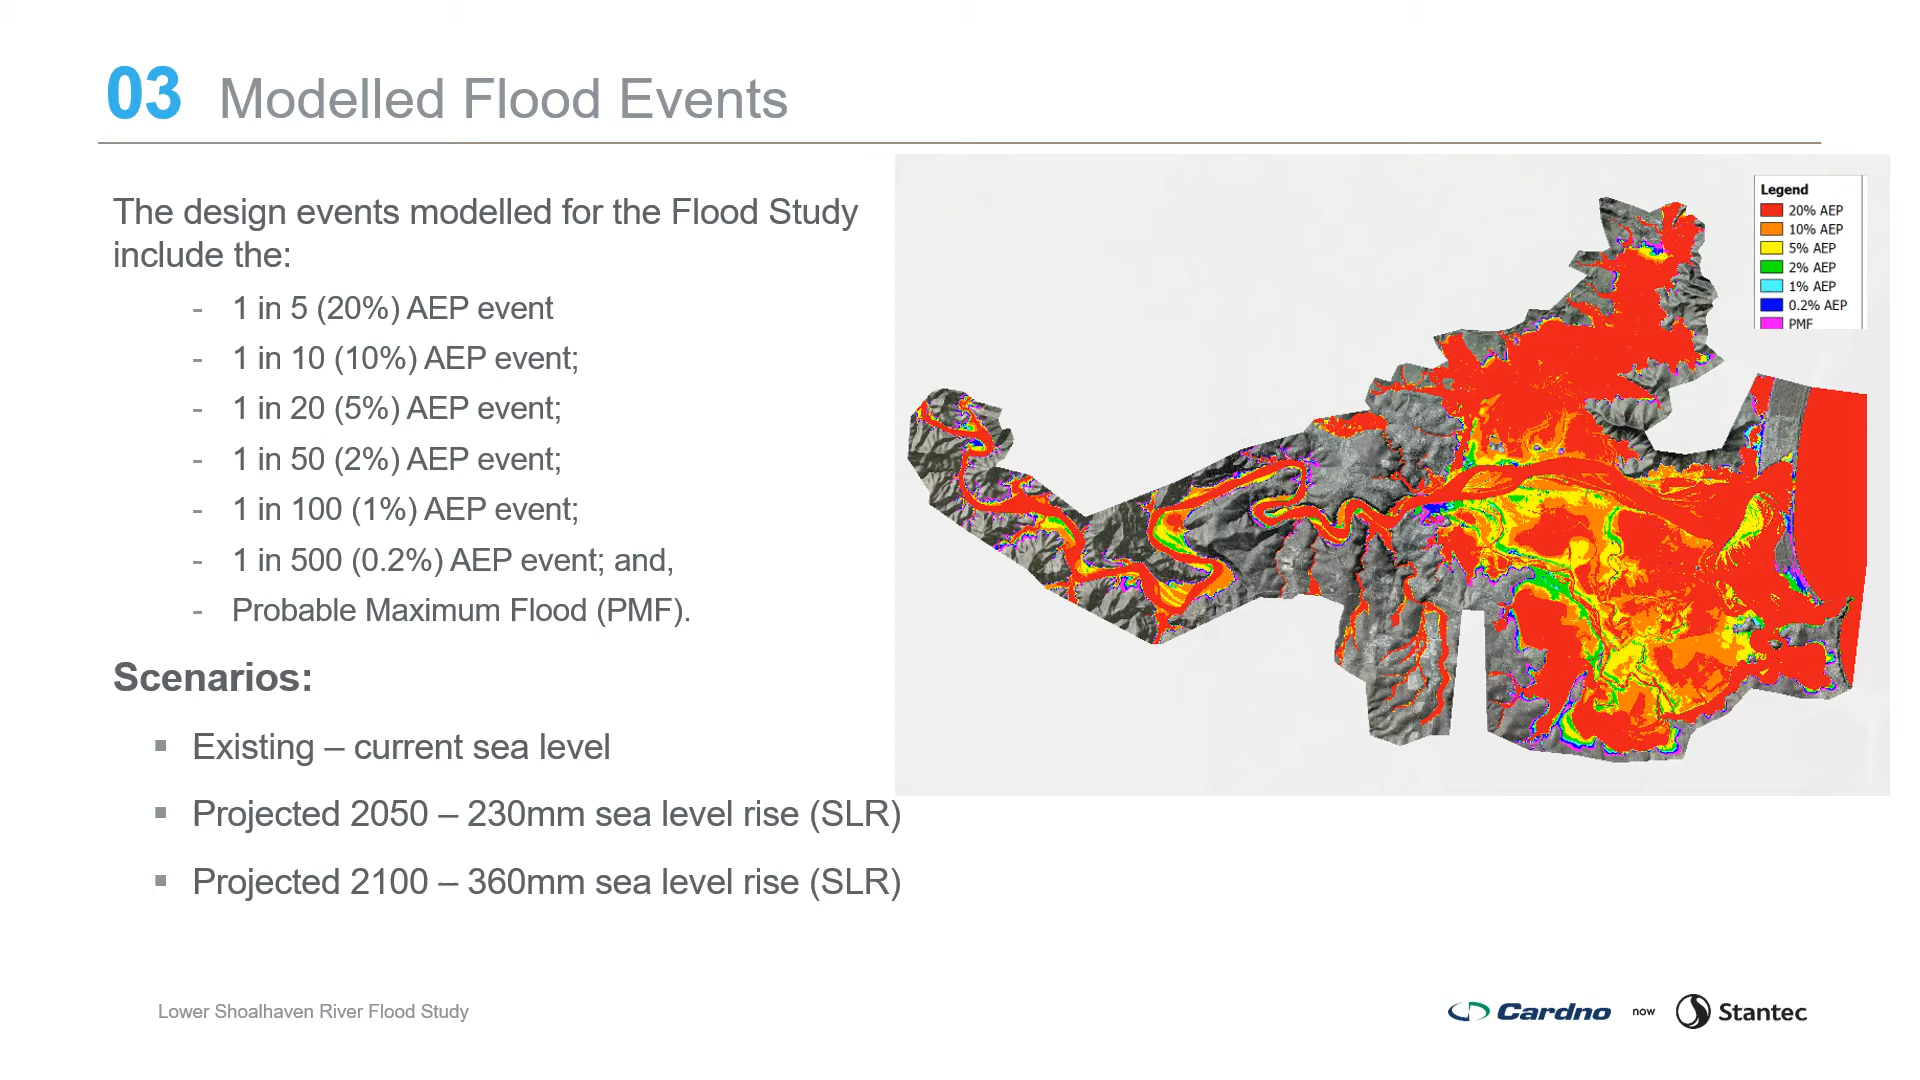 03 Modelled Flood Events
The design events modelled for the Flood Study
include the:
- 1 in 5 (20%) AEP event
- 1 in 10 (10%) AEP event;
- 1 in 20 (5%) AEP event;
- 1 in 50 (2%) AEP event;
- 1 in 100 (1%) AEP event;
- 1 in 500 (0.2%) AEP event; and,
- Probable Maximum Flood (PMF).
Scenarios:
▪ Existing – current sea level
▪ Projected 2050 – 230mm sea level rise (SLR)
▪ Projected 2100 – 360mm sea level rise (SLR)
Legend
20% AEP
10% AEP
5% AEP
2% AEP
1% AEP
0.2% AEP
PMF
Lower Shoalhaven River Flood Study
Cardno now Stantec